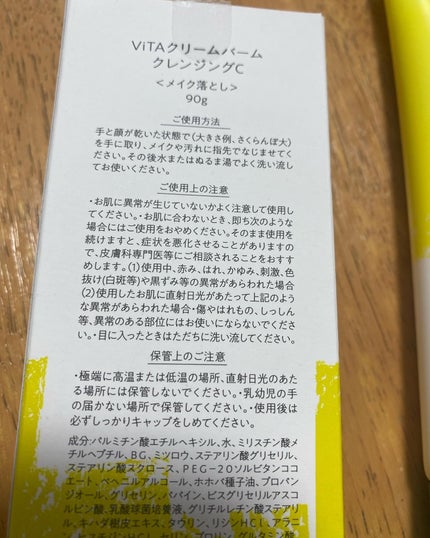 ViTAクリームバーム
クレンジングC
<メイク落とし>
90g
ご使用方法
手と顔が乾いた状態で(大きさ例、さくらんぼ大)
を手に取り、メイクや汚れに指先でなじませてく
ださい。その後水またはぬるま湯でよく洗い流し
てお使いください。
ご使用上の注意
・お肌に異常が生じていないかよく注意して使用し
てください。・お肌に合わないとき、即ち次のような
場合にはご使用をおやめください。そのまま使用を
続けますと、症状を悪化させることがありますの
で、皮膚科専門医等にご相談されることをおすす
めします。(1)使用中、赤み、はれ、かゆみ、刺激、色
抜け(白斑等)や黒ずみ等の異常があらわれた場合
(2)使用したお肌に直射日光があたって上記のよう
な異常があらわれた場合・傷やはれもの、しっしん
等、異常のある部位にはお使いにならないでくださ
い。・目に入ったときはただちに洗い流してください。
保管上のご注意
・極端に高温または低温の場所、直射日光のあた
る場所には保管しないでください。・乳幼児の手
の届かない場所で保管してください。・使用後は
必ずしっかりキャップをしめてください。
成分:パルミチン酸エチルヘキシル、水、ミリスチン酸メ
チルヘプチル、BG、ミツロウ、ステアリン酸グリセリル、
ステアリン酸スクロース、PEG-20ソルビタンココ
エート、ベヘニルアルコール、ホホバ種子油、プロパン
ジオール、グリセリン、パパイン、ビスグリセリルアスコ
ルビン酸、乳酸球菌培養液、グリチルレチン酸ステアリ
ル、キハダ樹皮エキス、タウリン、リシンHCl、アラニ
ン、ヒスチジンHCl、セリン、プロリン、グルタミン酸